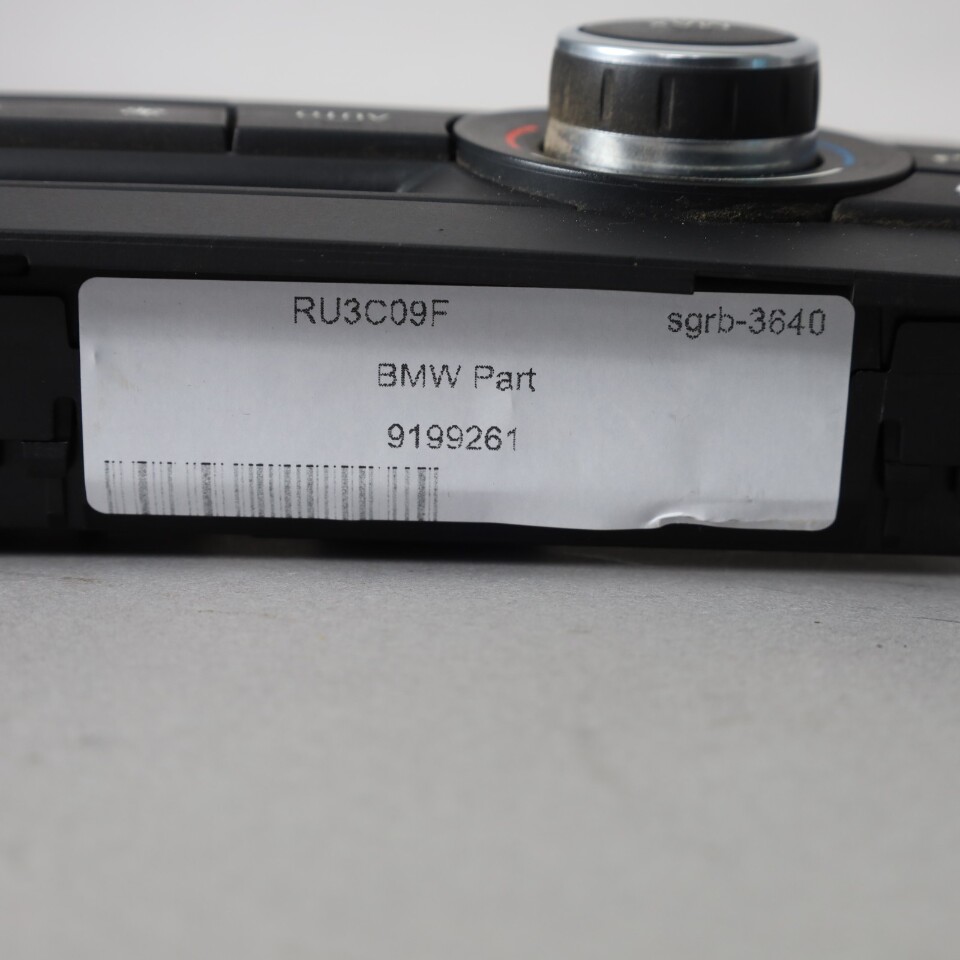 AUTO
RU3C09F sgrb-3640
BMW Part
9199261